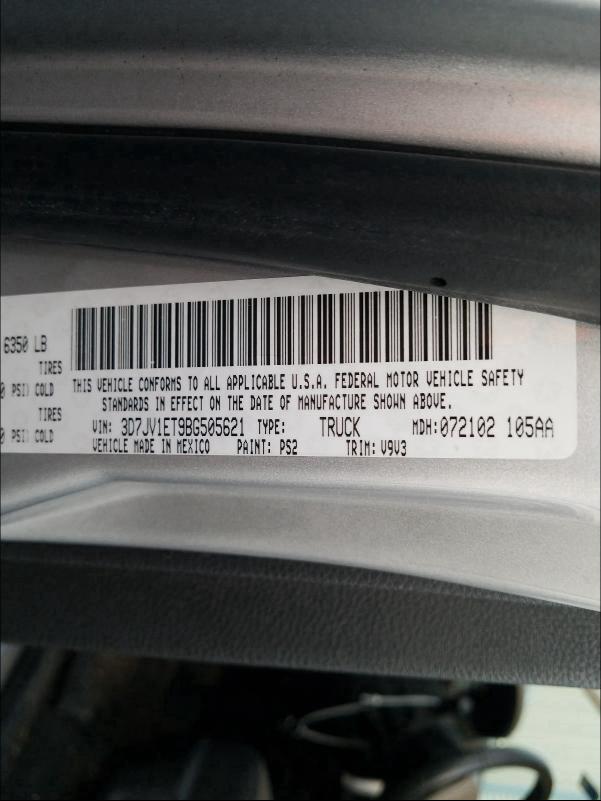 6350 LB
TIRES
PSI) COLD
TIRES
PSI) COLD
THIS VEHICLE CONFORMS TO ALL APPLICABLE U.S.A. FEDERAL MOTOR VEHICLE SAFETY
STANDARDS IN EFFECT ON THE DATE OF MANUFACTURE SHOWN ABOVE.
VIN: 3D7JV1ET9BG505621 TYPE: TRUCK MDH:072102 105AA
VEHICLE MADE IN MEXICO PAINT: PS2 TRIM: V9V3